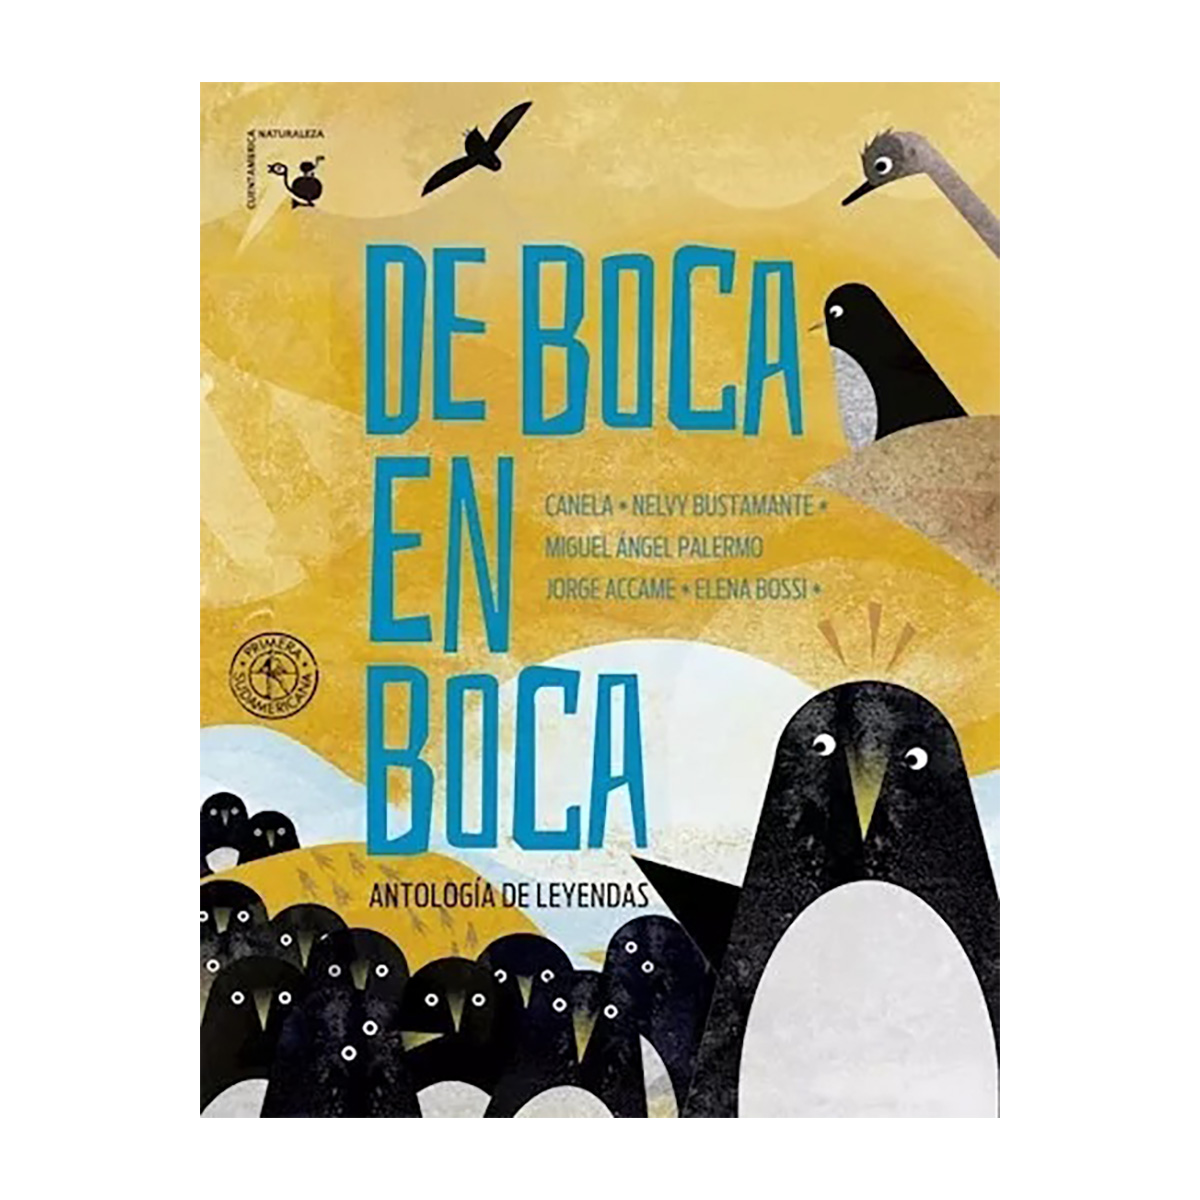 CUENTAMÉRICA
NATURALEZA
DE BOCA
EN
BOCA
CANELA • NELVY BUSTAMANTE •
MIGUEL ÁNGEL PALERMO
JORGE ACCAME • ELENA BOSSI •
PRIMERA
SUDAMERICANA
ANTOLOGÍA DE LEYENDAS